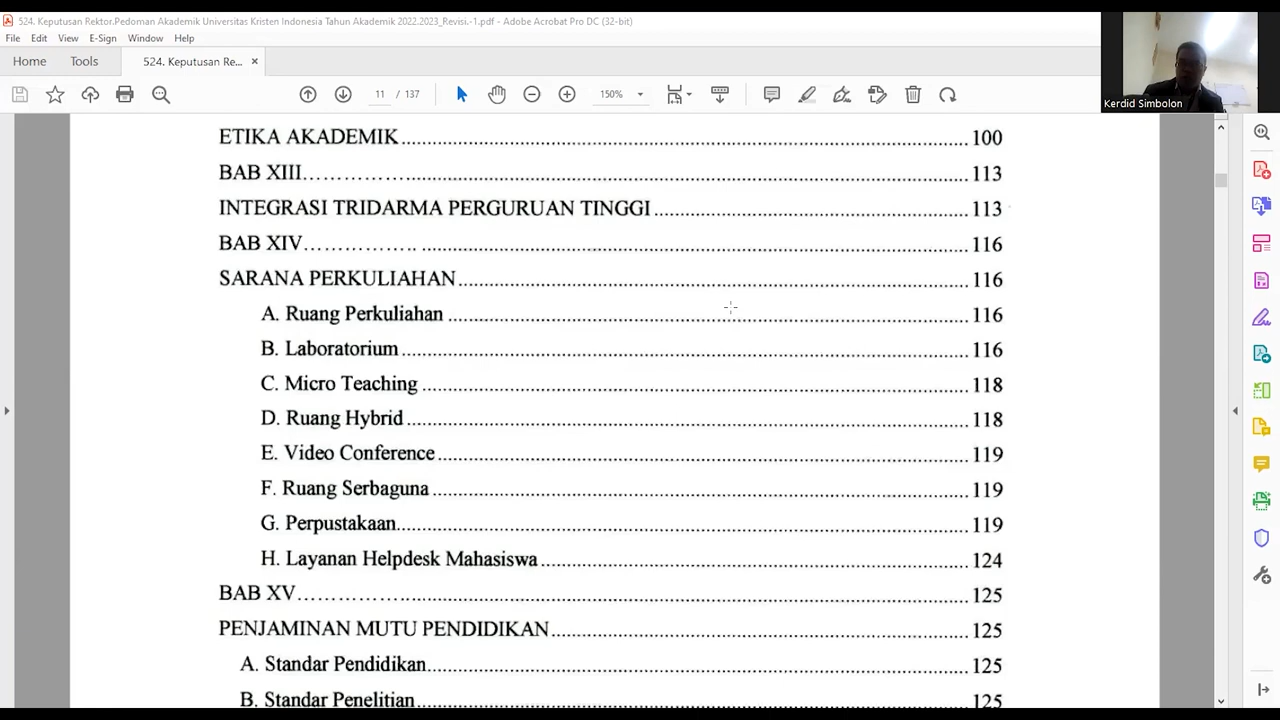 524. Keputusan Rektor.Pedoman Akademik Universitas Kristen Indonesia Tahun Akademik 2022.2023_Revisi.-1.pdf - Adobe Acrobat Pro DC (32-bit)
File Edit View E-Sign Window Help
Home Tools 524. Keputusan Re... ×
11 / 137 150%
Kerdid Simbolon
ETIKA AKADEMIK.......... 100
BAB XIII.......... 113
INTEGRASI TRIDARMA PERGURUAN TINGGI.......... 113
BAB XIV.......... 116
SARANA PERKULIAHAN.......... 116
A. Ruang Perkuliahan.......... 116
B. Laboratorium.......... 116
C. Micro Teaching.......... 118
D. Ruang Hybrid.......... 118
E. Video Conference.......... 119
F. Ruang Serbaguna.......... 119
G. Perpustakaan.......... 119
H. Layanan Helpdesk Mahasiswa.......... 124
BAB XV.......... 125
PENJAMINAN MUTU PENDIDIKAN.......... 125
A. Standar Pendidikan.......... 125
B. Standar Penelitian.......... 125